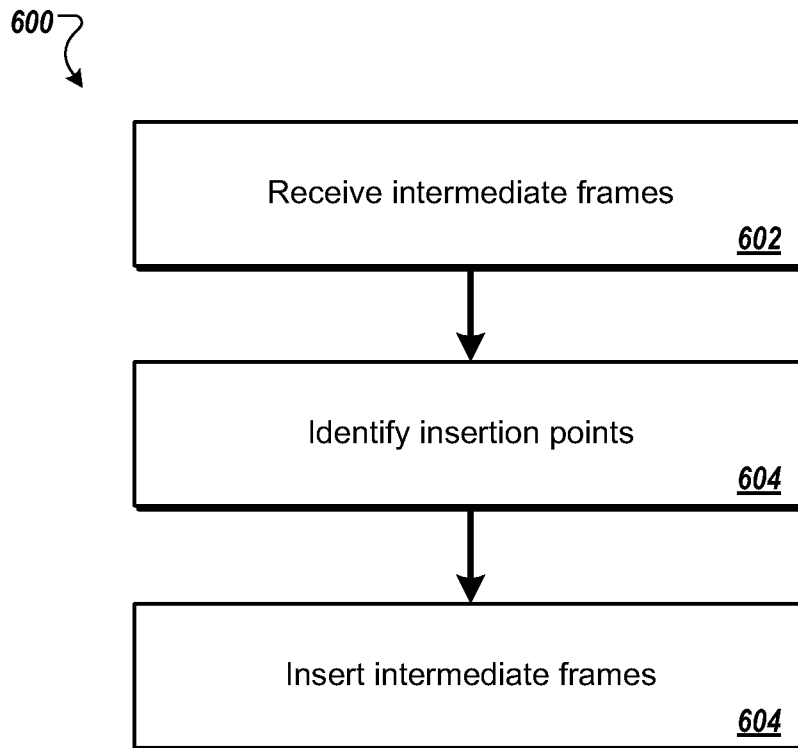 600
Receive intermediate frames
602
Identify insertion points
604
Insert intermediate frames
604